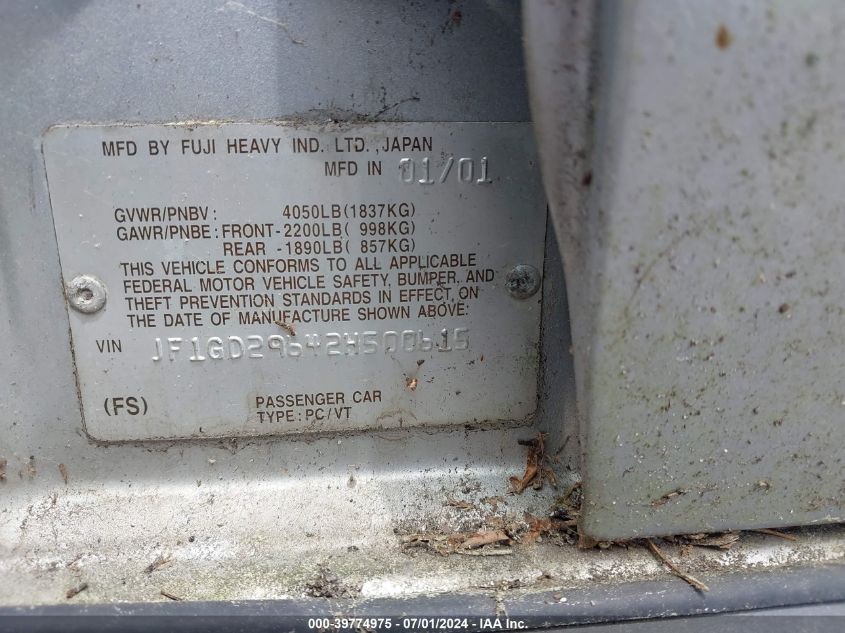 MFD BY FUJI HEAVY IND. LTD., JAPAN
MFD IN 01/01
GVWR/PNBV : 4050LB(1837KG)
GAWR/PNBE : FRONT-2200LB( 998KG)
REAR -1890LB( 857KG)
THIS VEHICLE CONFORMS TO ALL APPLICABLE
FEDERAL MOTOR VEHICLE SAFETY, BUMPER, AND
THEFT PREVENTION STANDARDS IN EFFECT ON
THE DATE OF MANUFACTURE SHOWN ABOVE:
VIN JF1GD29642H500615
(FS) PASSENGER CAR
TYPE : PC/VT
000-39774975 / 07/01/2024 - IAA Inc.